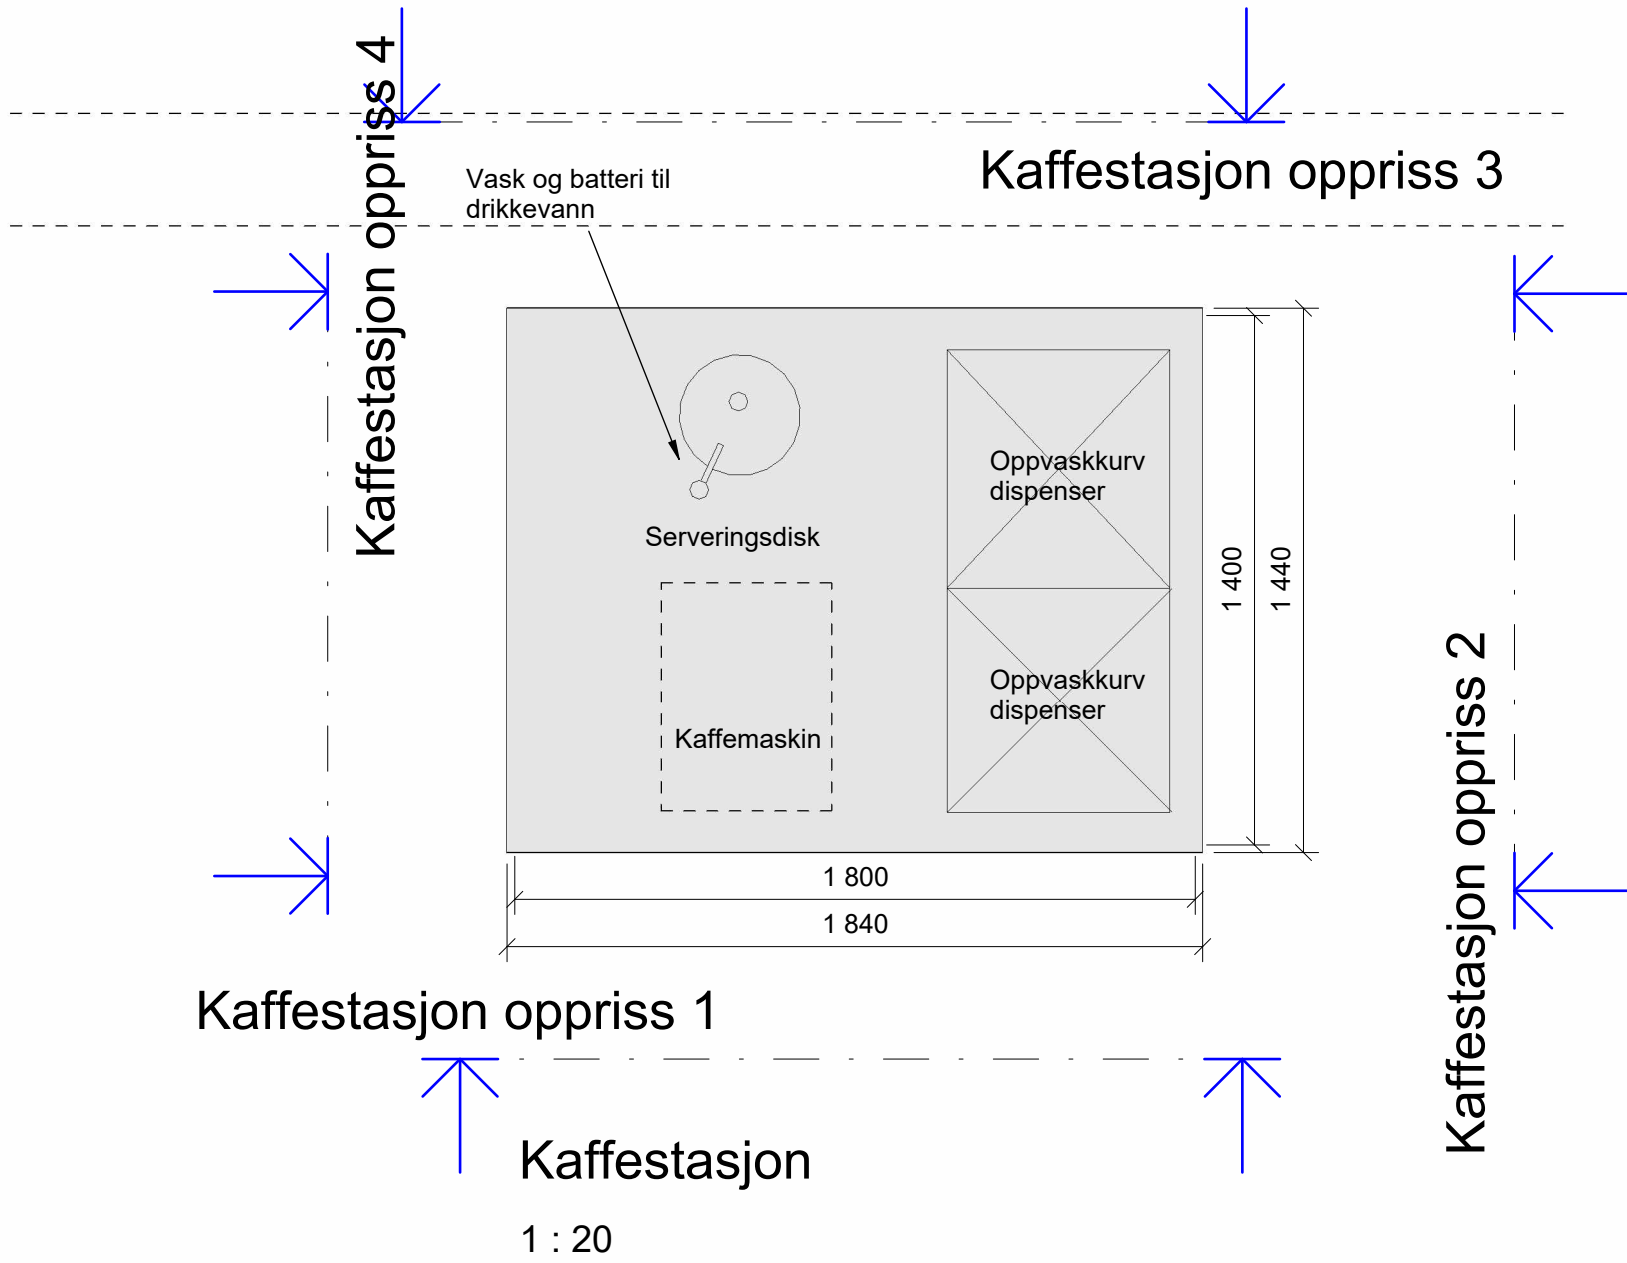 Kaffestasjon oppriss 4
Kaffestasjon oppriss 3
Vask og batteri til
drikkevann
Oppvaskkurv
dispenser
Serveringsdisk
1 400
1 440
Oppvaskkurv
dispenser
Kaffemaskin
Kaffestasjon oppriss 2
1 800
1 840
Kaffestasjon oppriss 1
Kaffestasjon
1 : 20